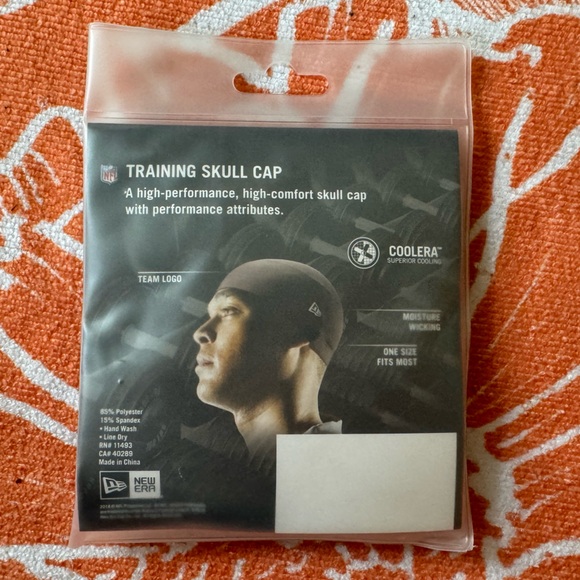 NFL
TRAINING SKULL CAP
A high-performance, high-comfort skull cap
with performance attributes.
COOLERA™
SUPERIOR COOLING
TEAM LOGO
MOISTURE
WICKING
ONE SIZE
FITS MOST
85% Polyester
15% Spandex
• Hand Wash
• Line Dry
RN# 11493
CA# 40289
Made in China
NEW
ERA